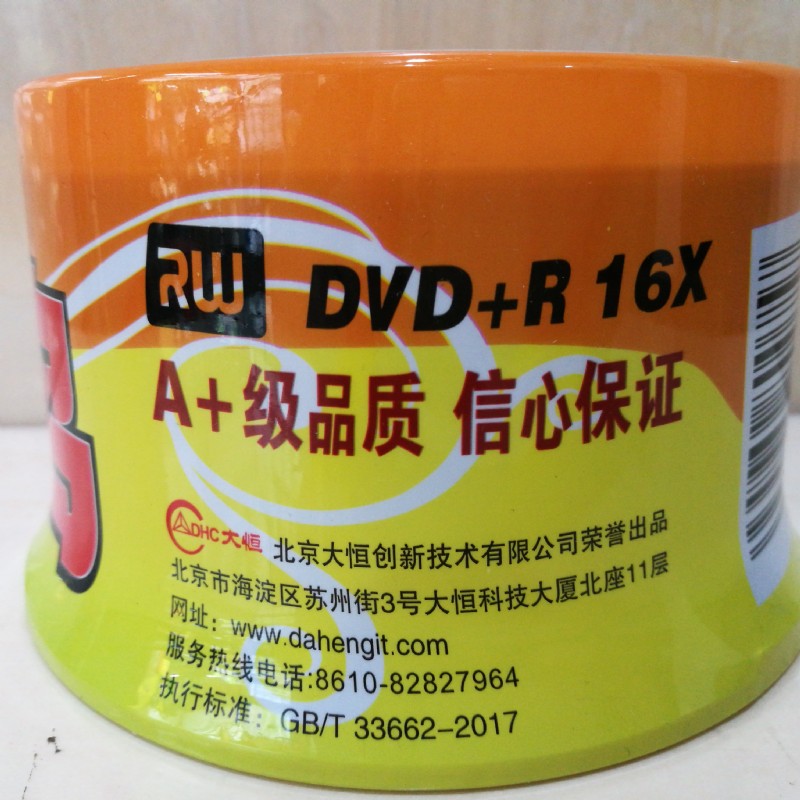 RW DVD+R 16X
A+级品质 信心保证
DHC大恒 北京大恒创新技术有限公司荣誉出品
北京市海淀区苏州街3号大恒科技大厦北座11层
网址：www.dahengit.com
服务热线电话:8610-82827964
执行标准：GB/T 33662-2017